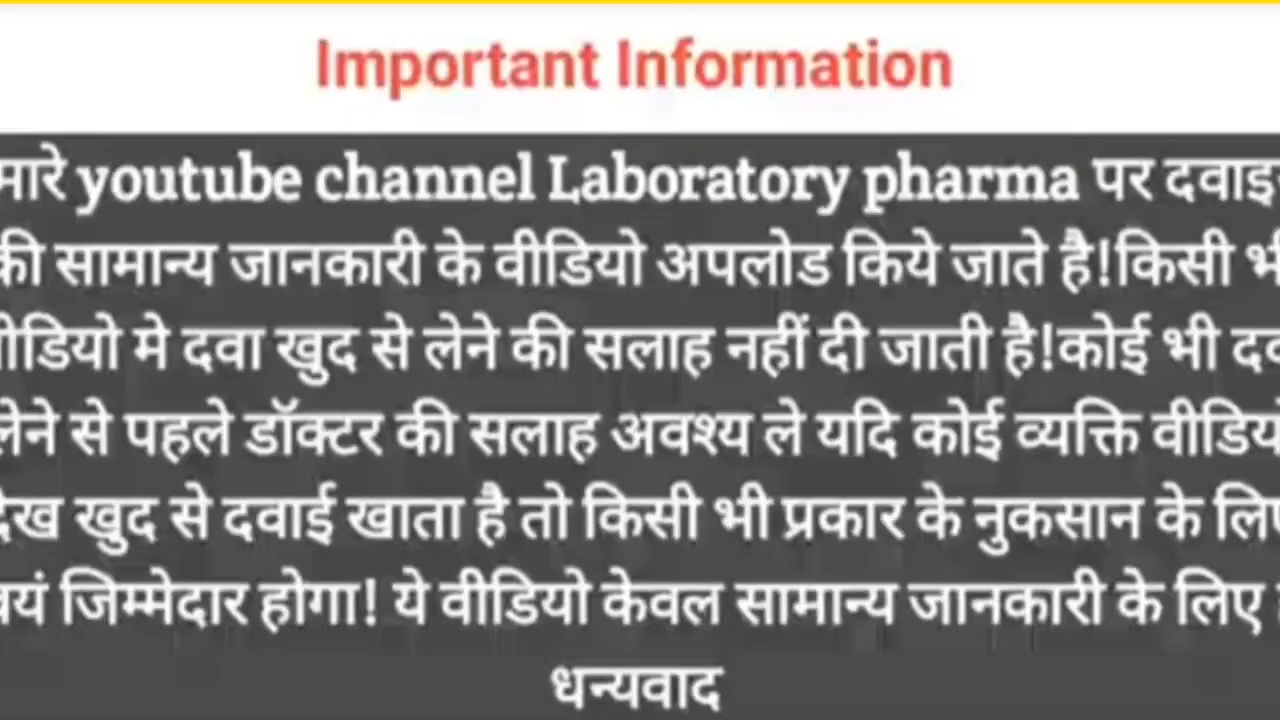 Important Information
मारे youtube channel Laboratory pharma पर दवाइ
की सामान्य जानकारी के वीडियो अपलोड किये जाते है!किसी भी
डियो मे दवा खुद से लेने की सलाह नहीं दी जाती है!कोई भी दव
लेने से पहले डॉक्टर की सलाह अवश्य ले यदि कोई व्यक्ति वीडियो
देख खुद से दवाई खाता है तो किसी भी प्रकार के नुकसान के लिए
वयं जिम्मेदार होगा! ये वीडियो केवल सामान्य जानकारी के लिए
धन्यवाद